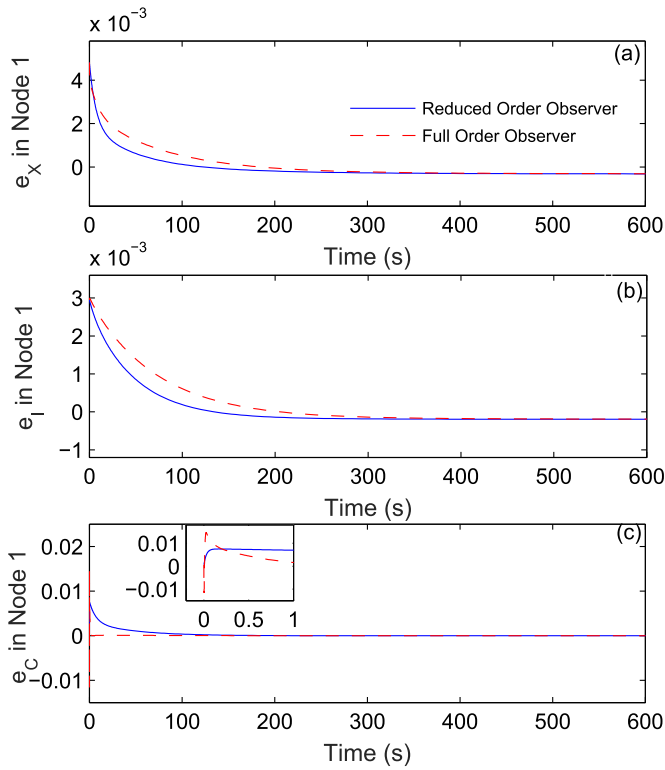 x 10⁻³
(a)
4
2
0
e_X in Node 1
Reduced Order Observer
Full Order Observer
0 100 200 300 400 500 600
Time (s)
x 10⁻³
(b)
3
2
1
0
−1
e_I in Node 1
0 100 200 300 400 500 600
Time (s)
(c)
0.02
0.01
0
−0.01
e_C in Node 1
0.01
0
−0.01
0 0.5 1
0 100 200 300 400 500 600
Time (s)